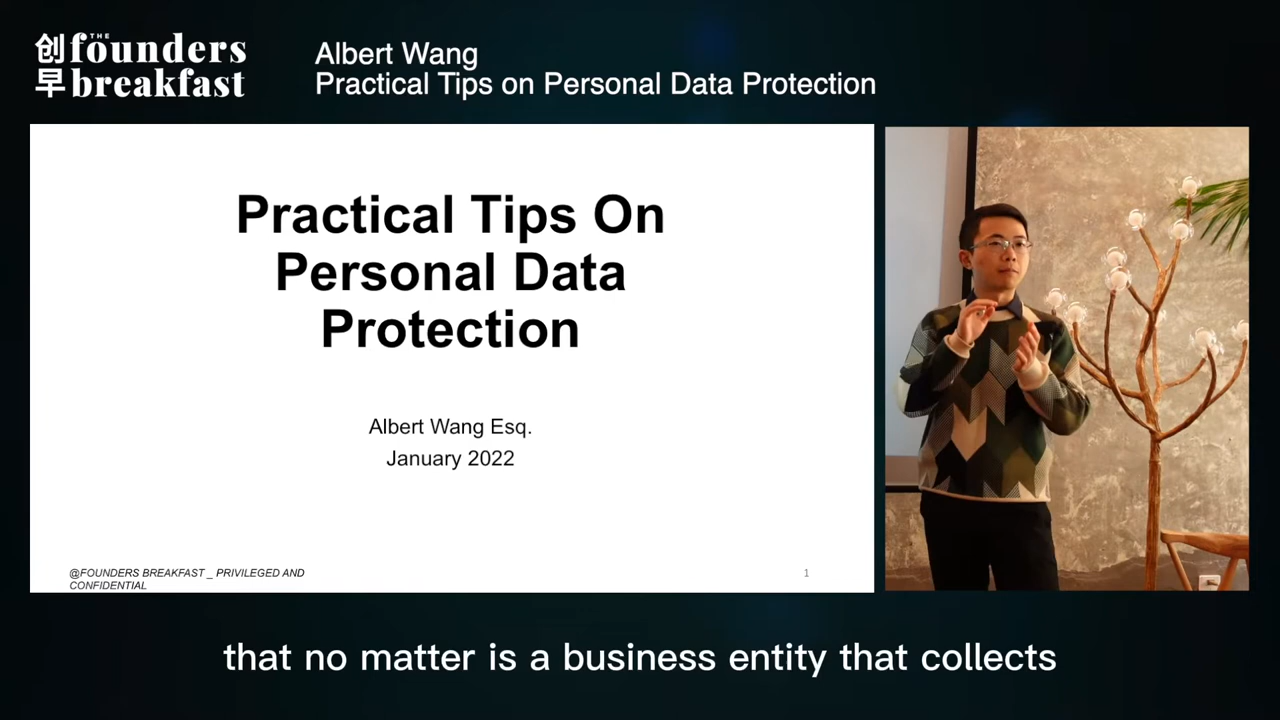 创 THE founders
早 breakfast
Albert Wang
Practical Tips on Personal Data Protection
Practical Tips On
Personal Data
Protection
Albert Wang Esq.
January 2022
@FOUNDERS BREAKFAST _ PRIVILEGED AND
CONFIDENTIAL
1
that no matter is a business entity that collects